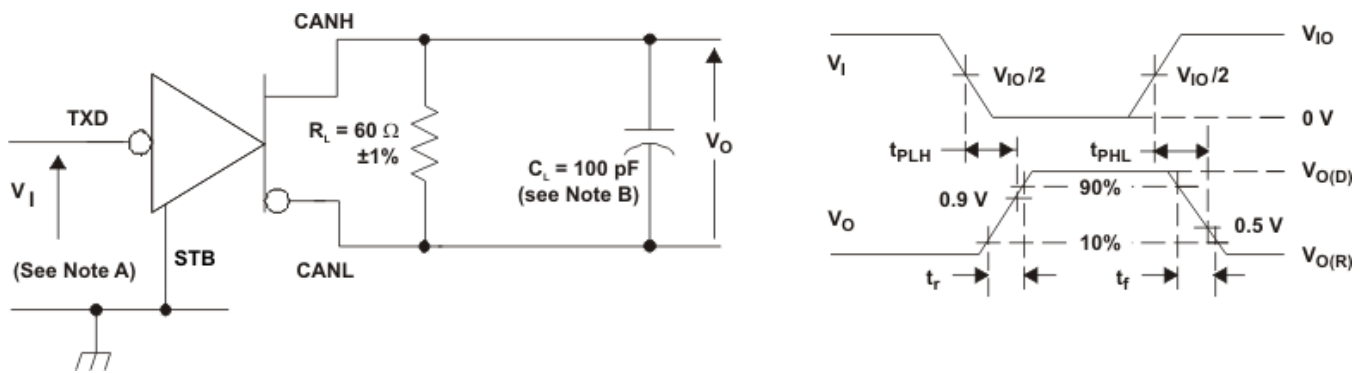 CANH
TXD
R_L = 60 Ω
±1%
C_L = 100 pF
(see Note B)
V_O
V_I
(See Note A)
STB
CANL
V_I
V_IO/2
V_IO/2
V_IO
0 V
t_PLH
t_PHL
V_O
0.9 V
90%
10%
0.5 V
V_O(D)
V_O(R)
t_r
t_f